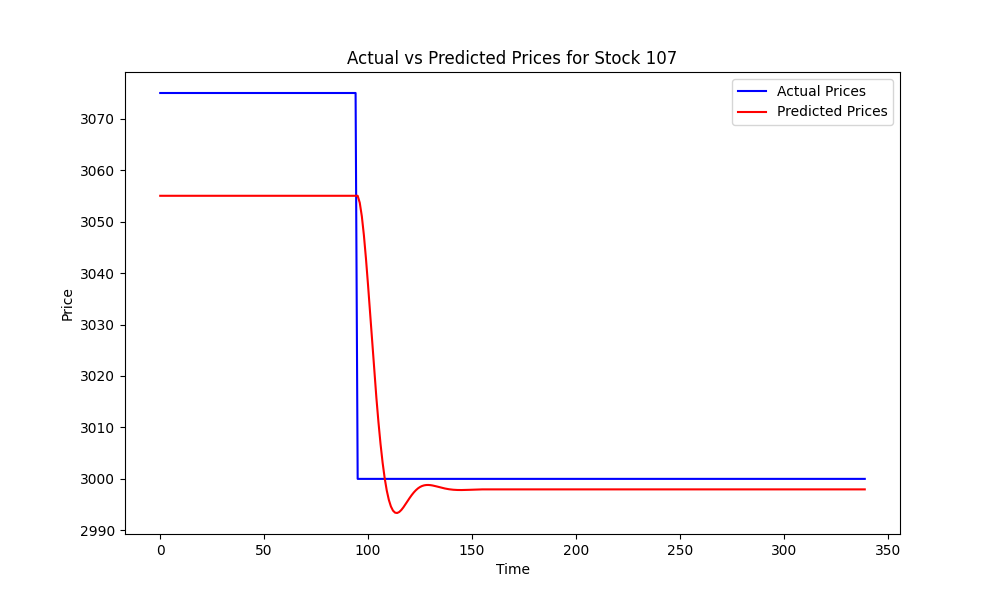 Actual vs Predicted Prices for Stock 107
Actual Prices
Predicted Prices
Price
3070
3060
3050
3040
3030
3020
3010
3000
2990
0 50 100 150 200 250 300 350
Time